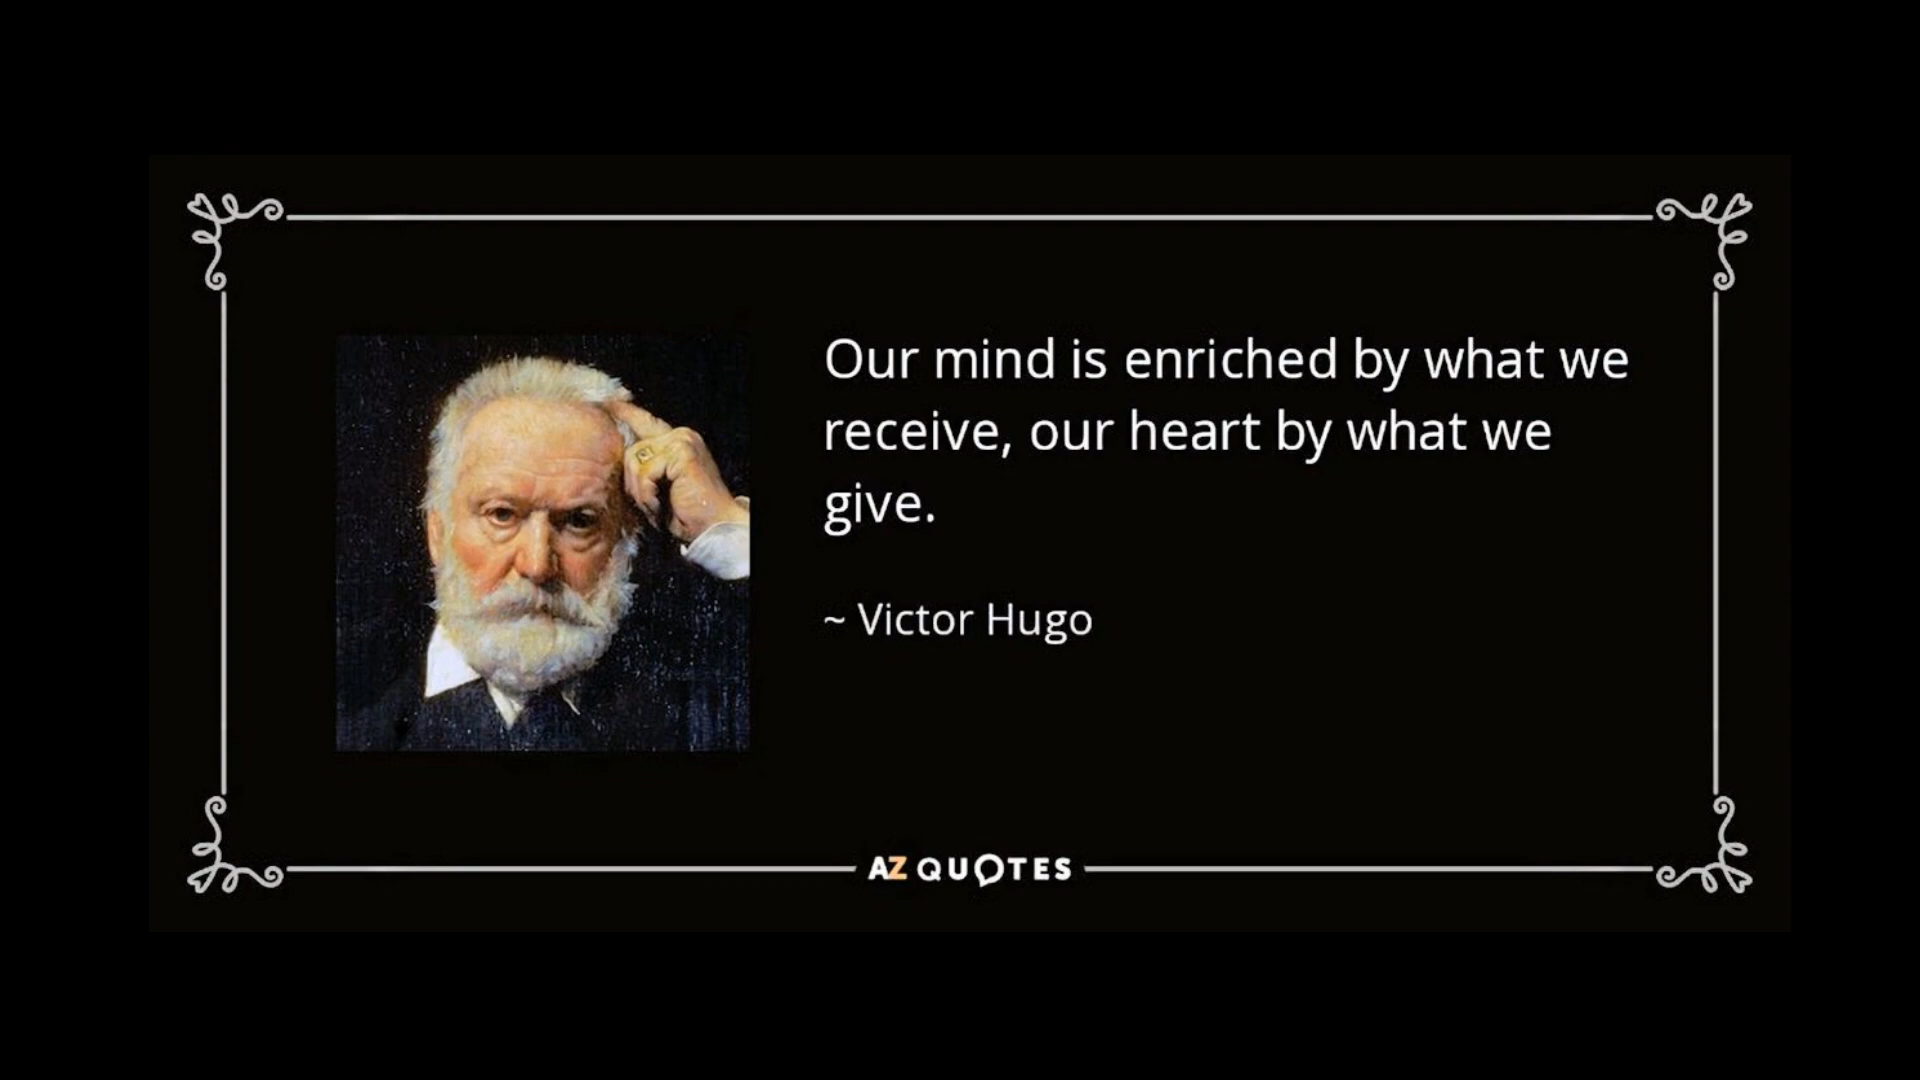 Our mind is enriched by what we
receive, our heart by what we
give.
~ Victor Hugo
AZ QUOTES